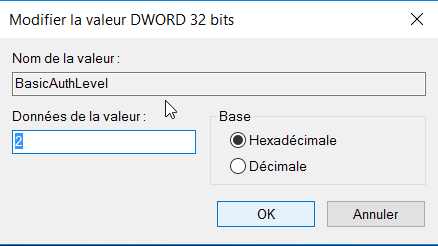 Modifier la valeur DWORD 32 bits
Nom de la valeur :
BasicAuthLevel
Données de la valeur :
2
Base
Hexadécimale
Décimale
OK
Annuler